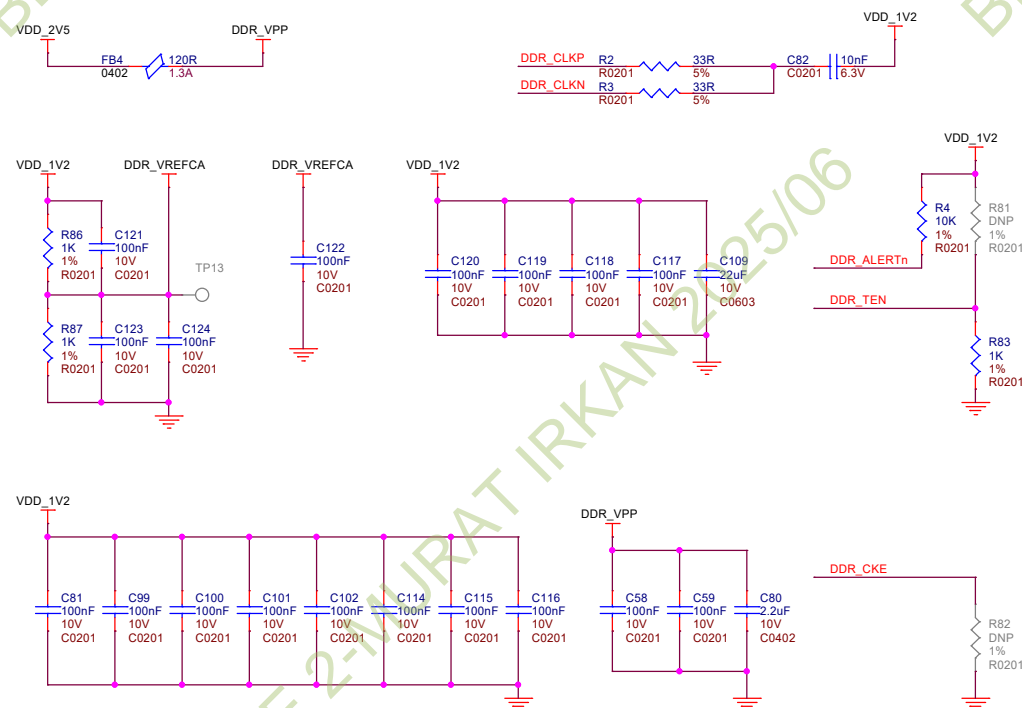 VDD_2V5
DDR_VPP
FB4
0402
120R
1.3A
VDD_1V2
DDR_CLKP
R2
R0201
33R
5%
DDR_CLKN
R3
R0201
33R
5%
C82
C0201
10nF
6.3V
VDD_1V2
DDR_VREFCA
R86
1K
1%
R0201
C121
100nF
10V
C0201
TP13
R87
1K
1%
R0201
C123
100nF
10V
C0201
C124
100nF
10V
C0201
DDR_VREFCA
C122
100nF
10V
C0201
VDD_1V2
C120
100nF
10V
C0201
C119
100nF
10V
C0201
C118
100nF
10V
C0201
C117
100nF
10V
C0201
C109
22uF
10V
C0603
VDD_1V2
R4
10K
1%
R0201
R81
DNP
1%
R0201
DDR_ALERTn
DDR_TEN
R83
1K
1%
R0201
VDD_1V2
C81
100nF
10V
C0201
C99
100nF
10V
C0201
C100
100nF
10V
C0201
C101
100nF
10V
C0201
C102
100nF
10V
C0201
C114
100nF
10V
C0201
C115
100nF
10V
C0201
C116
100nF
10V
C0201
DDR_VPP
C58
100nF
10V
C0201
C59
100nF
10V
C0201
C80
2.2uF
10V
C0402
DDR_CKE
R82
DNP
1%
R0201
2-MURAT IRKAN 2025/06